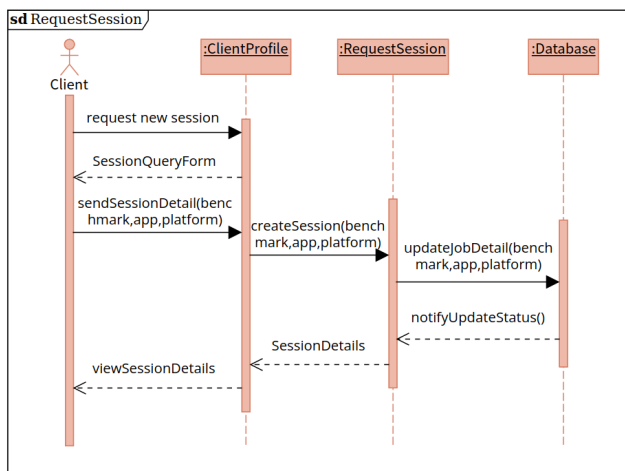 sd RequestSession
:ClientProfile
:RequestSession
:Database
Client
request new session
SessionQueryForm
sendSessionDetail(benc
hmark,app,platform)
createSession(bench
mark,app,platform)
updateJobDetail(bench
mark,app,platform)
notifyUpdateStatus()
SessionDetails
viewSessionDetails